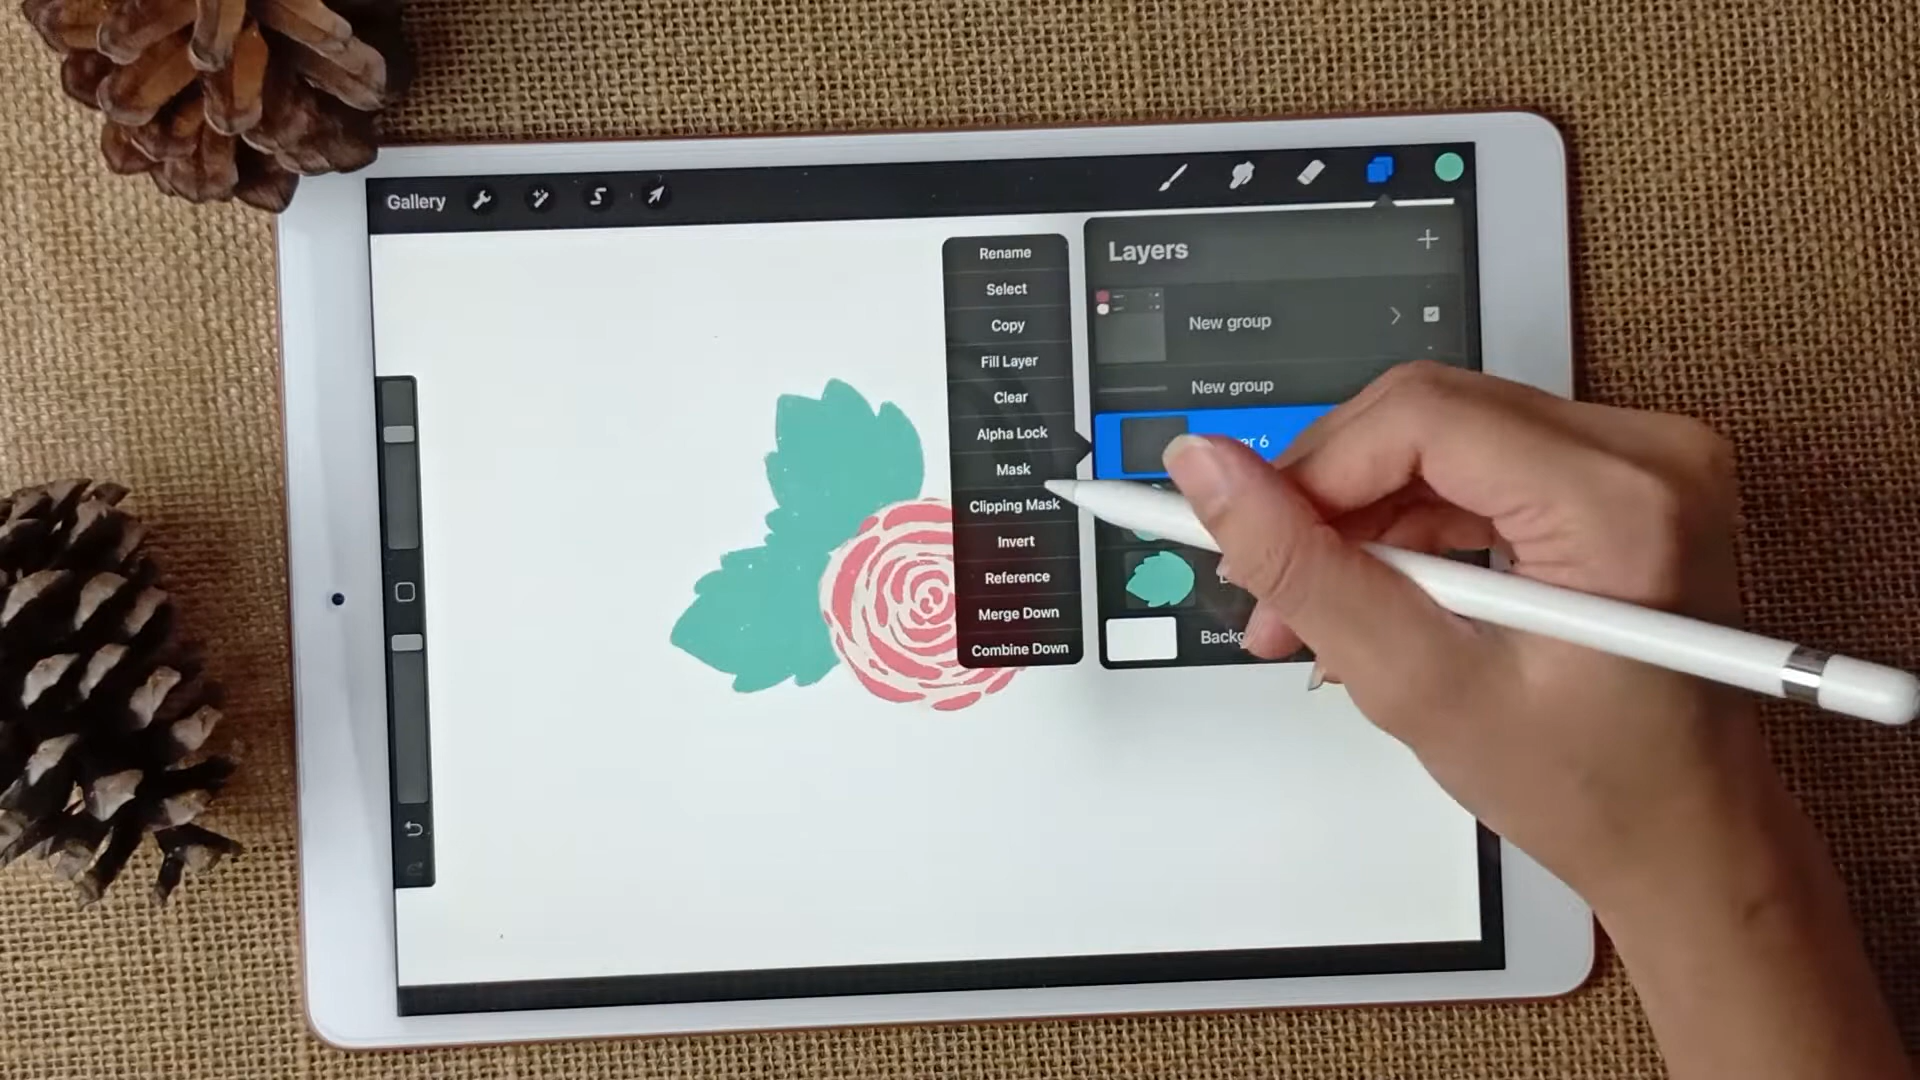 Gallery
Layers
Rename
Select
Copy
Fill Layer
Clear
Alpha Lock
Mask
Clipping Mask
Invert
Reference
Merge Down
Combine Down
New group
New group
6